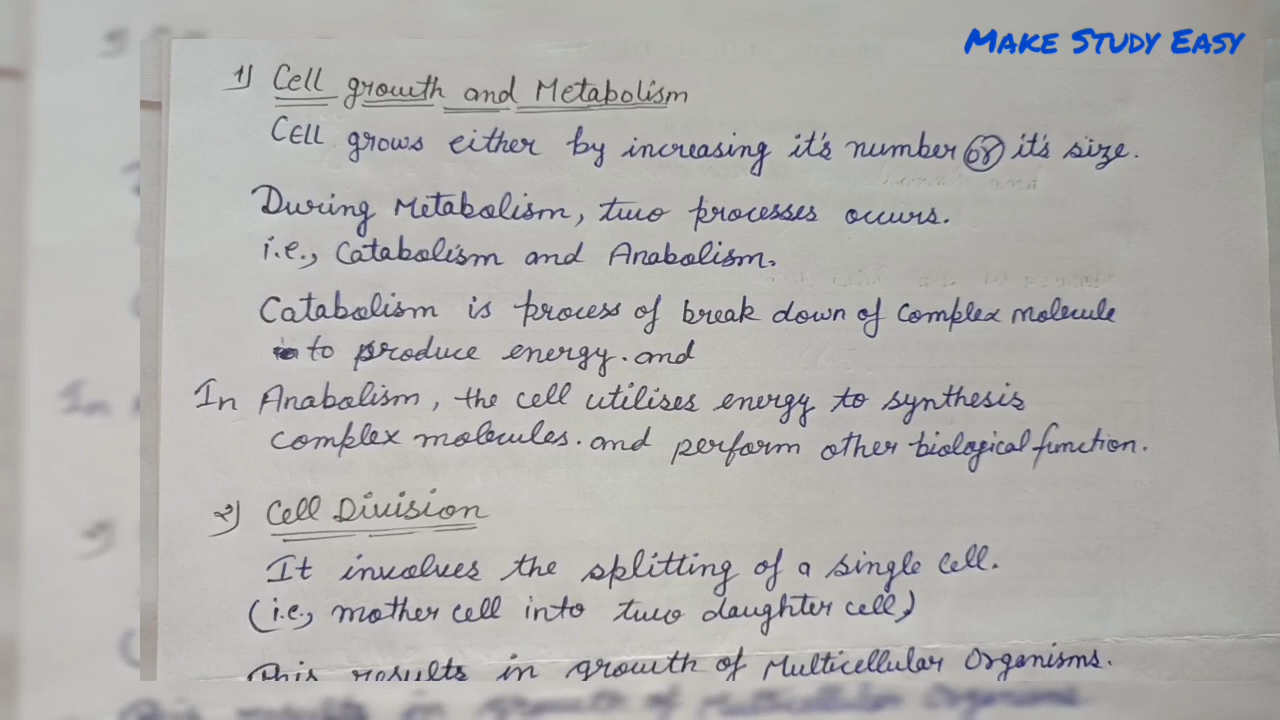 Make Study Easy
1) Cell growth and Metabolism
Cell grows either by increasing it's number or it's size.
During Metabolism, two processes occurs.
i.e., Catabolism and Anabolism.
Catabolism is process of break down of complex molecule
to produce energy. and
In Anabolism, the cell utilises energy to synthesis
complex molecules. and perform other biological function.
2) Cell Division
It involves the splitting of a single cell.
(i.e., mother cell into two daughter cell)
This results in growth of Multicellular Organisms.